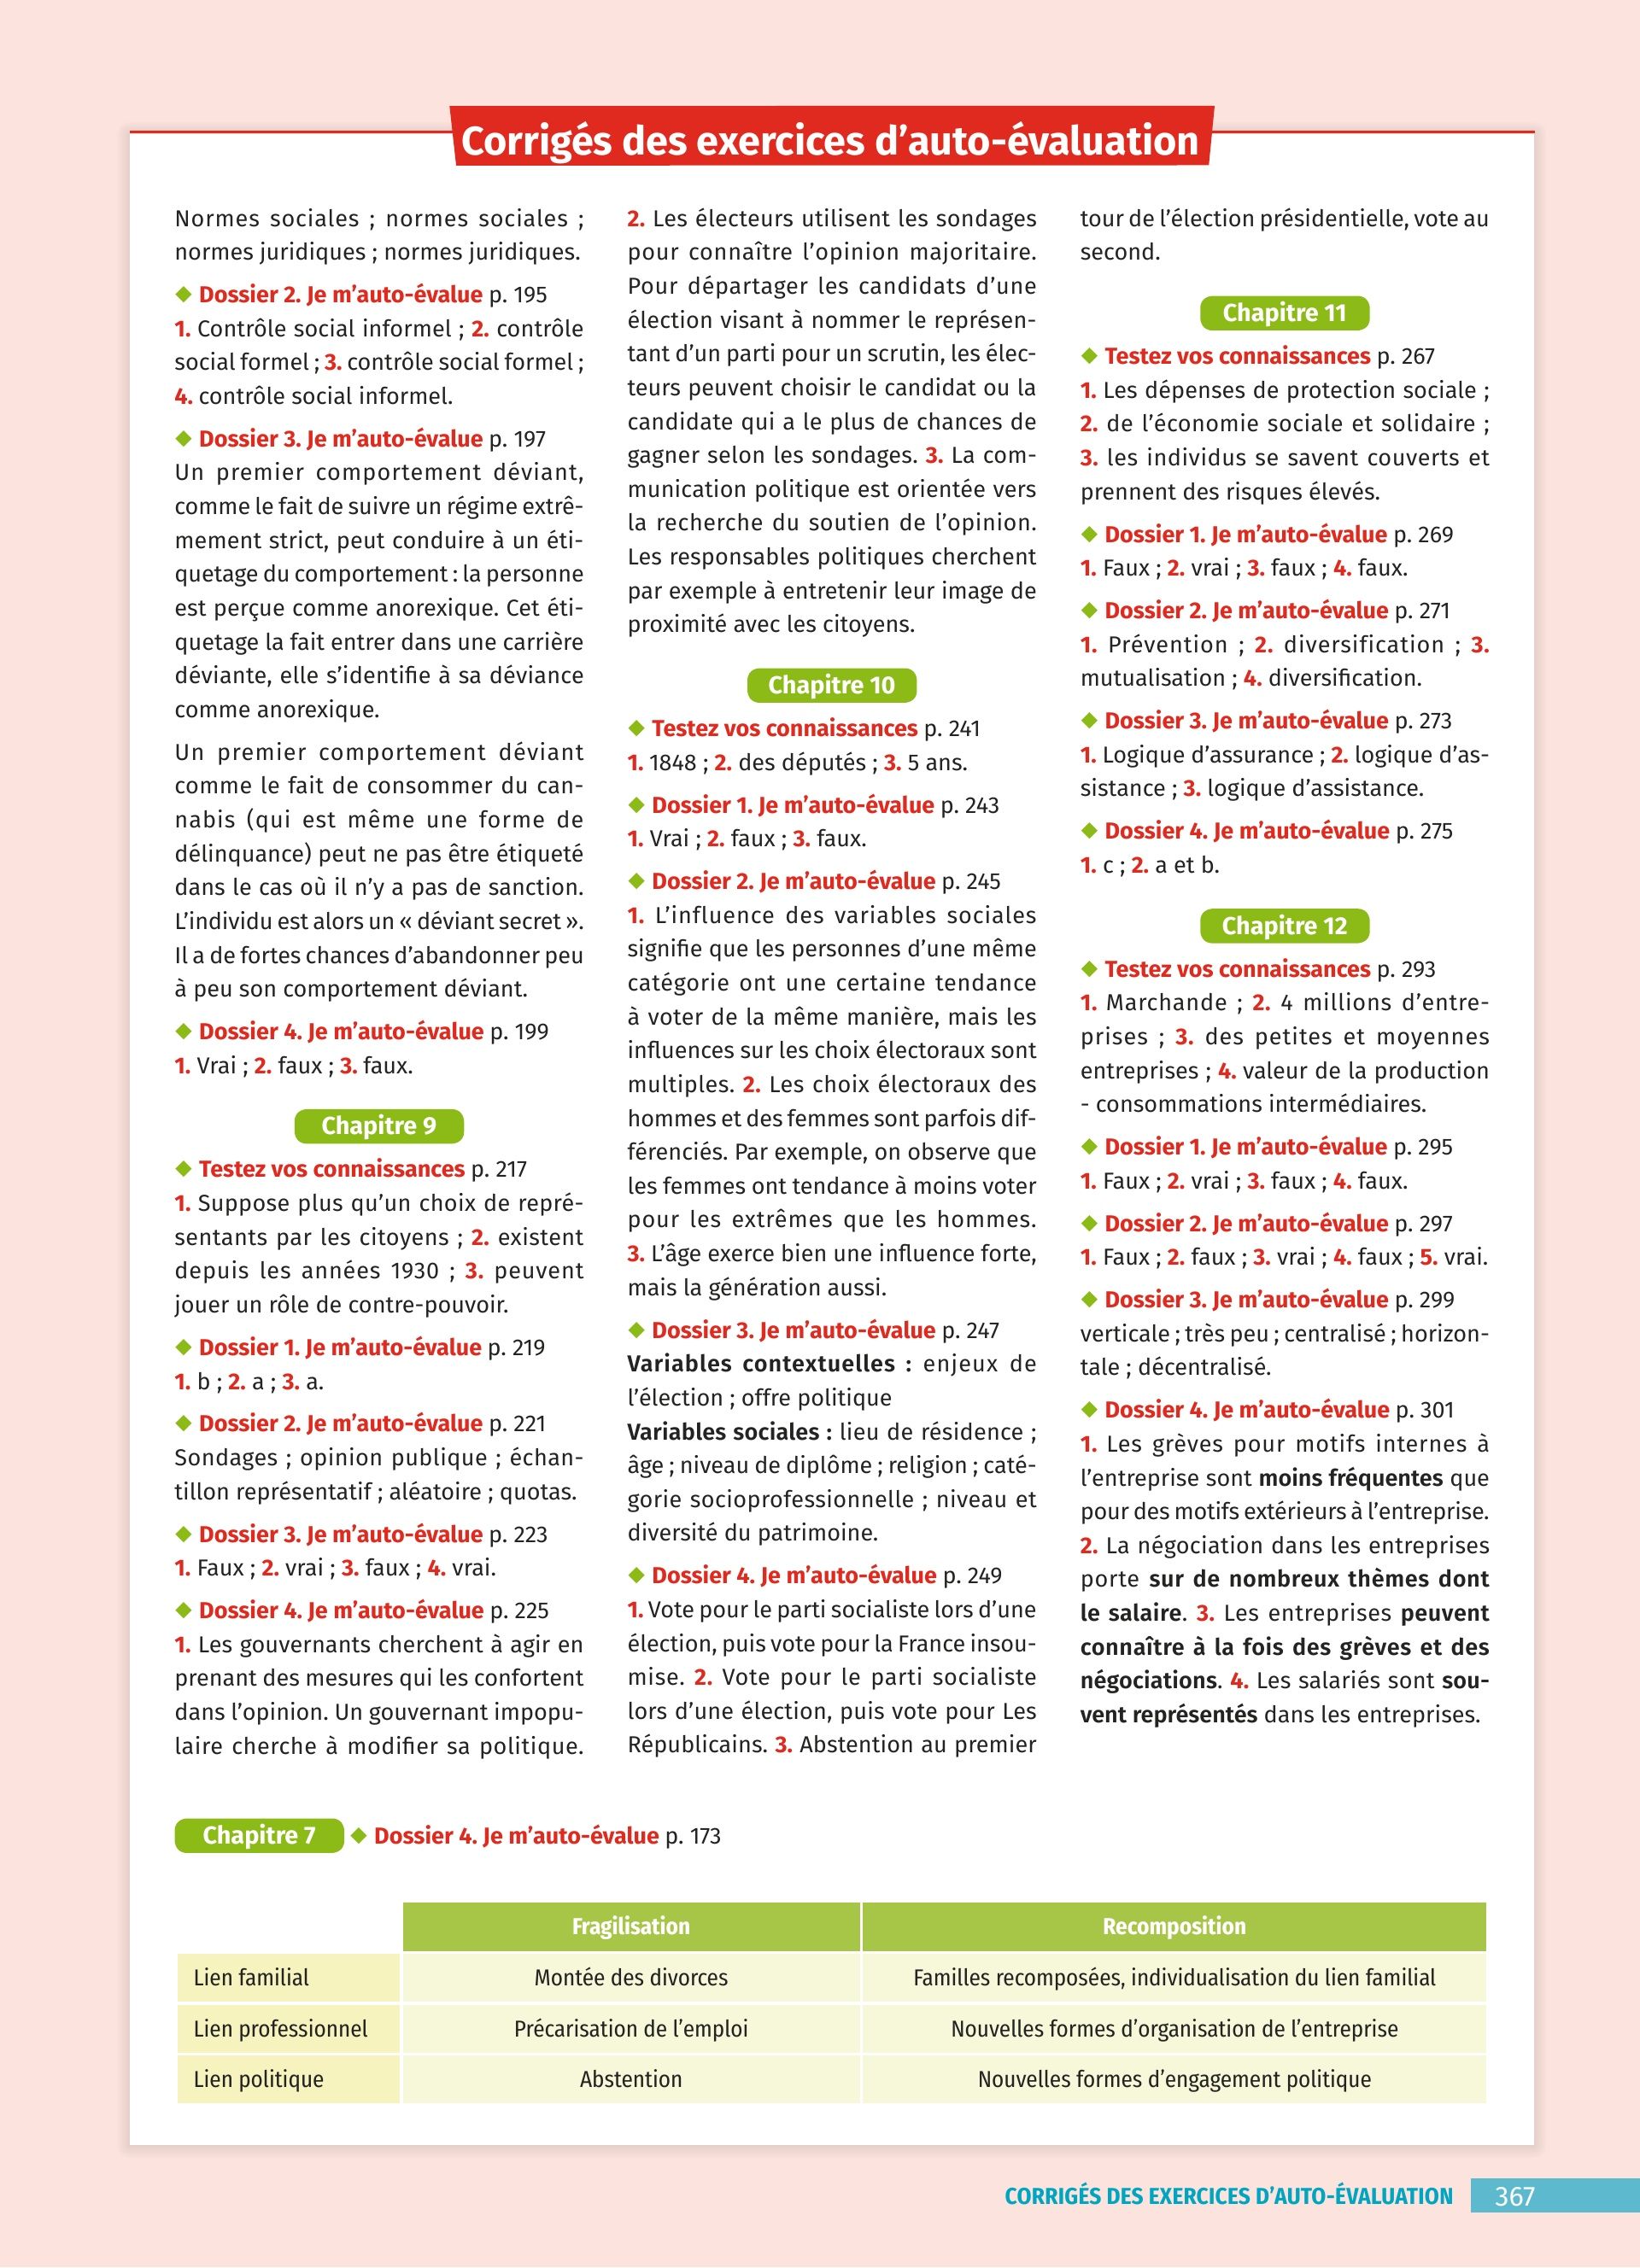 Corrigés des exercices d’auto-évaluation
Normes sociales ; normes sociales ;
normes juridiques ; normes juridiques.
◆ Dossier 2. Je m’auto-évalue p. 195
1. Contrôle social informel ; 2. contrôle
social formel ; 3. contrôle social formel ;
4. contrôle social informel.
◆ Dossier 3. Je m’auto-évalue p. 197
Un premier comportement déviant,
comme le fait de suivre un régime extrê-
mement strict, peut conduire à un éti-
quetage du comportement : la personne
est perçue comme anorexique. Cet éti-
quetage la fait entrer dans une carrière
déviante, elle s’identifie à sa déviance
comme anorexique.
Un premier comportement déviant
comme le fait de consommer du can-
nabis (qui est même une forme de
délinquance) peut ne pas être étiqueté
dans le cas où il n’y a pas de sanction.
L’individu est alors un « déviant secret ».
Il a de fortes chances d’abandonner peu
à peu son comportement déviant.
◆ Dossier 4. Je m’auto-évalue p. 199
1. Vrai ; 2. faux ; 3. faux.
Chapitre 9
◆ Testez vos connaissances p. 217
1. Suppose plus qu’un choix de repré-
sentants par les citoyens ; 2. existent
depuis les années 1930 ; 3. peuvent
jouer un rôle de contre-pouvoir.
◆ Dossier 1. Je m’auto-évalue p. 219
1. b ; 2. a ; 3. a.
◆ Dossier 2. Je m’auto-évalue p. 221
Sondages ; opinion publique ; échan-
tillon représentatif ; aléatoire ; quotas.
◆ Dossier 3. Je m’auto-évalue p. 223
1. Faux ; 2. vrai ; 3. faux ; 4. vrai.
◆ Dossier 4. Je m’auto-évalue p. 225
1. Les gouvernants cherchent à agir en
prenant des mesures qui les confortent
dans l’opinion. Un gouvernant impopu-
laire cherche à modifier sa politique.
2. Les électeurs utilisent les sondages
pour connaître l’opinion majoritaire.
Pour départager les candidats d’une
élection visant à nommer le représen-
tant d’un parti pour un scrutin, les élec-
teurs peuvent choisir le candidat ou la
candidate qui a le plus de chances de
gagner selon les sondages. 3. La com-
munication politique est orientée vers
la recherche du soutien de l’opinion.
Les responsables politiques cherchent
par exemple à entretenir leur image de
proximité avec les citoyens.
Chapitre 10
◆ Testez vos connaissances p. 241
1. 1848 ; 2. des députés ; 3. 5 ans.
◆ Dossier 1. Je m’auto-évalue p. 243
1. Vrai ; 2. faux ; 3. faux.
◆ Dossier 2. Je m’auto-évalue p. 245
1. L’influence des variables sociales
signifie que les personnes d’une même
catégorie ont une certaine tendance
à voter de la même manière, mais les
influences sur les choix électoraux sont
multiples. 2. Les choix électoraux des
hommes et des femmes sont parfois dif-
férenciés. Par exemple, on observe que
les femmes ont tendance à moins voter
pour les extrêmes que les hommes.
3. L’âge exerce bien une influence forte,
mais la génération aussi.
◆ Dossier 3. Je m’auto-évalue p. 247
Variables contextuelles : enjeux de
l’élection ; offre politique
Variables sociales : lieu de résidence ;
âge ; niveau de diplôme ; religion ; caté-
gorie socioprofessionnelle ; niveau et
diversité du patrimoine.
◆ Dossier 4. Je m’auto-évalue p. 249
1. Vote pour le parti socialiste lors d’une
élection, puis vote pour la France insou-
mise. 2. Vote pour le parti socialiste
lors d’une élection, puis vote pour Les
Républicains. 3. Abstention au premier
tour de l’élection présidentielle, vote au
second.
Chapitre 11
◆ Testez vos connaissances p. 267
1. Les dépenses de protection sociale ;
2. de l’économie sociale et solidaire ;
3. les individus se savent couverts et
prennent des risques élevés.
◆ Dossier 1. Je m’auto-évalue p. 269
1. Faux ; 2. vrai ; 3. faux ; 4. faux.
◆ Dossier 2. Je m’auto-évalue p. 271
1. Prévention ; 2. diversification ; 3.
mutualisation ; 4. diversification.
◆ Dossier 3. Je m’auto-évalue p. 273
1. Logique d’assurance ; 2. logique d’as-
sistance ; 3. logique d’assistance.
◆ Dossier 4. Je m’auto-évalue p. 275
1. c ; 2. a et b.
Chapitre 12
◆ Testez vos connaissances p. 293
1. Marchande ; 2. 4 millions d’entre-
prises ; 3. des petites et moyennes
entreprises ; 4. valeur de la production
- consommations intermédiaires.
◆ Dossier 1. Je m’auto-évalue p. 295
1. Faux ; 2. vrai ; 3. faux ; 4. faux.
◆ Dossier 2. Je m’auto-évalue p. 297
1. Faux ; 2. faux ; 3. vrai ; 4. faux ; 5. vrai.
◆ Dossier 3. Je m’auto-évalue p. 299
verticale ; très peu ; centralisé ; horizon-
tale ; décentralisé.
◆ Dossier 4. Je m’auto-évalue p. 301
1. Les grèves pour motifs internes à
l’entreprise sont moins fréquentes que
pour des motifs extérieurs à l’entreprise.
2. La négociation dans les entreprises
porte sur de nombreux thèmes dont
le salaire. 3. Les entreprises peuvent
connaître à la fois des grèves et des
négociations. 4. Les salariés sont sou-
vent représentés dans les entreprises.
Chapitre 7 ◆ Dossier 4. Je m’auto-évalue p. 173
Fragilisation Recomposition
Lien familial Montée des divorces Familles recomposées, individualisation du lien familial
Lien professionnel Précarisation de l’emploi Nouvelles formes d’organisation de l’entreprise
Lien politique Abstention Nouvelles formes d’engagement politique
CORRIGÉS DES EXERCICES D’AUTO-ÉVALUATION 367